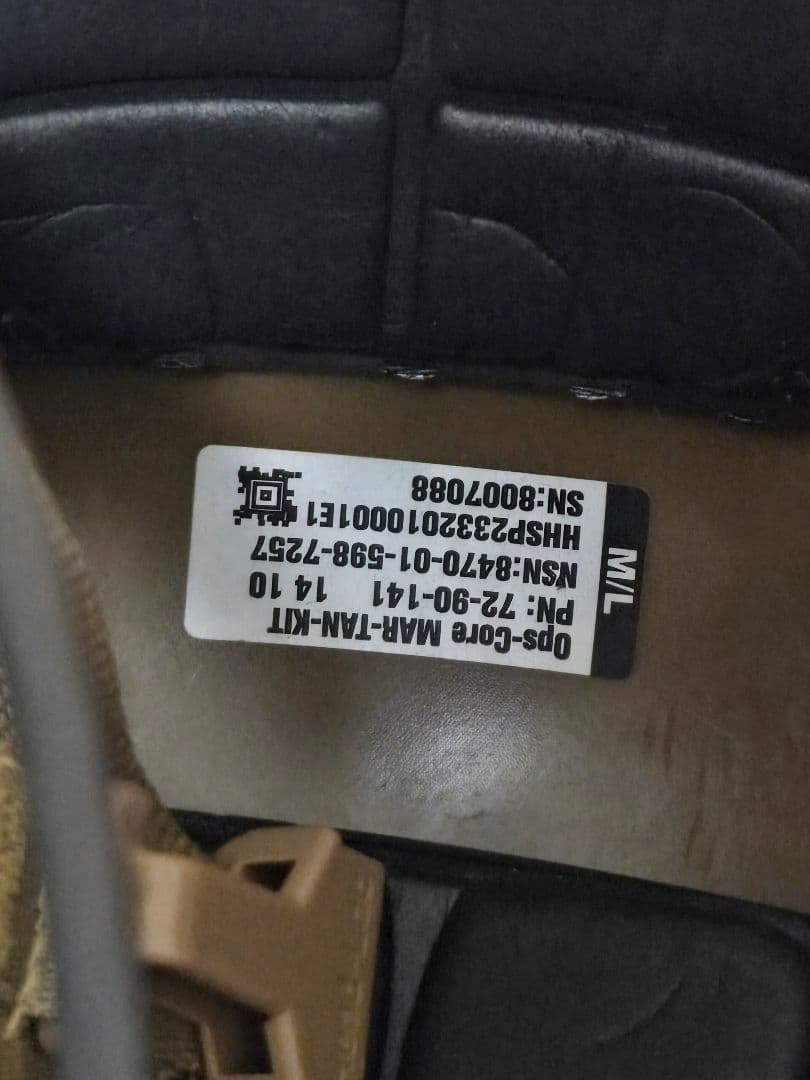 M/L
Ops-Core MAR-TAN-KIT
PN: 72-90-141 14 10
NSN:8470-01-598-7257
HHSP2332010001E1
SN:8007088